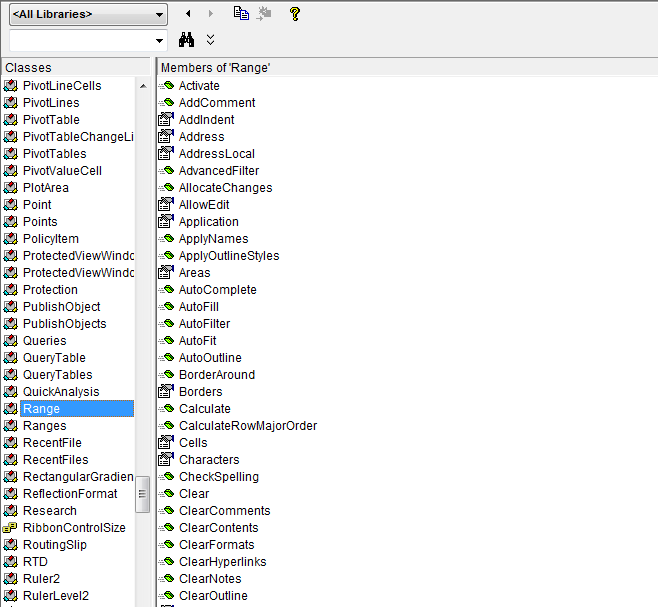 <All Libraries>
Classes
PivotLineCells
PivotLines
PivotTable
PivotTableChangeLi
PivotTables
PivotValueCell
PlotArea
Point
Points
PolicyItem
ProtectedViewWindo
ProtectedViewWindo
Protection
PublishObject
PublishObjects
Queries
QueryTable
QueryTables
QuickAnalysis
Range
Ranges
RecentFile
RecentFiles
RectangularGradien
ReflectionFormat
Research
RibbonControlSize
RoutingSlip
RTD
Ruler2
RulerLevel2
Members of 'Range'
Activate
AddComment
AddIndent
Address
AddressLocal
AdvancedFilter
AllocateChanges
AllowEdit
Application
ApplyNames
ApplyOutlineStyles
Areas
AutoComplete
AutoFill
AutoFilter
AutoFit
AutoOutline
BorderAround
Borders
Calculate
CalculateRowMajorOrder
Cells
Characters
CheckSpelling
Clear
ClearComments
ClearContents
ClearFormats
ClearHyperlinks
ClearNotes
ClearOutline